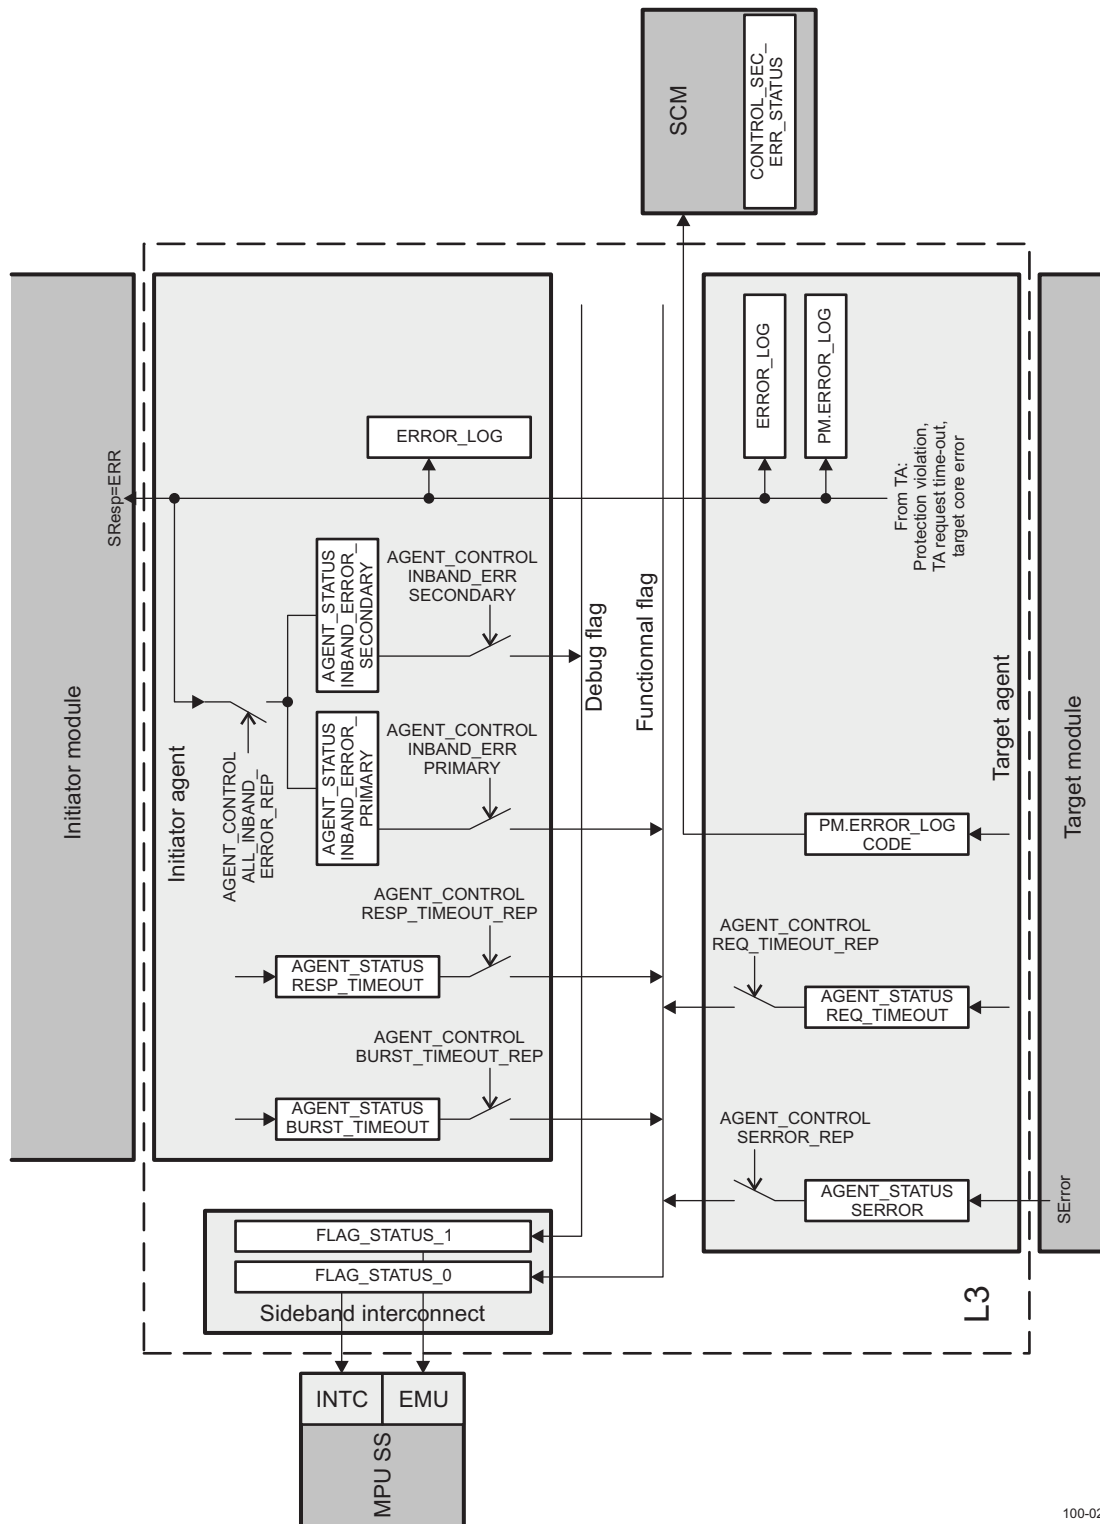 SCM
CONTROL_SEC_
ERR_STATUS
Initiator module
SResp=ERR
Initiator agent
ERROR_LOG
AGENT_STATUS
INBAND_ERROR_
SECONDARY
AGENT_CONTROL
INBAND_ERR
SECONDARY
AGENT_CONTROL
ALL_INBAND_
ERROR_REP
AGENT_STATUS
INBAND_ERROR_
PRIMARY
AGENT_CONTROL
INBAND_ERR
PRIMARY
AGENT_CONTROL
RESP_TIMEOUT_REP
AGENT_STATUS
RESP_TIMEOUT
AGENT_CONTROL
BURST_TIMEOUT_REP
AGENT_STATUS
BURST_TIMEOUT
Debug flag
Functionnal flag
ERROR_LOG
PM.ERROR_LOG
From TA:
Protection violation,
TA request time-out,
target core error
Target agent
PM.ERROR_LOG
CODE
AGENT_CONTROL
REQ_TIMEOUT_REP
AGENT_STATUS
REQ_TIMEOUT
AGENT_CONTROL
SERROR_REP
AGENT_STATUS
SERROR
Target module
SError
FLAG_STATUS_1
FLAG_STATUS_0
Sideband interconnect
L3
INTC
EMU
MPU SS
100-02